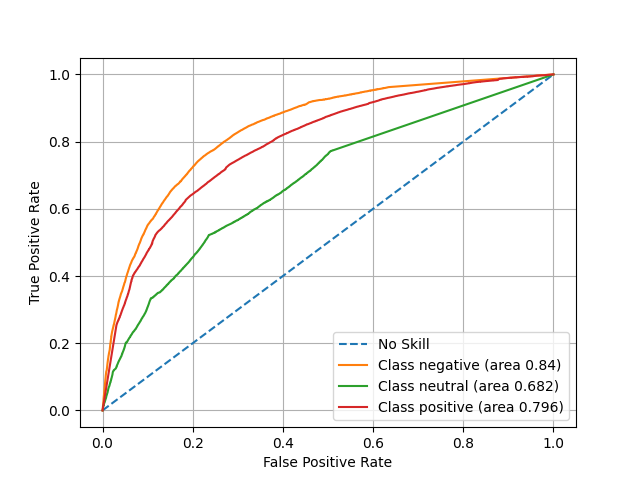 1.0
0.8
0.6
0.4
0.2
0.0
True Positive Rate
No Skill
Class negative (area 0.84)
Class neutral (area 0.682)
Class positive (area 0.796)
0.0 0.2 0.4 0.6 0.8 1.0
False Positive Rate